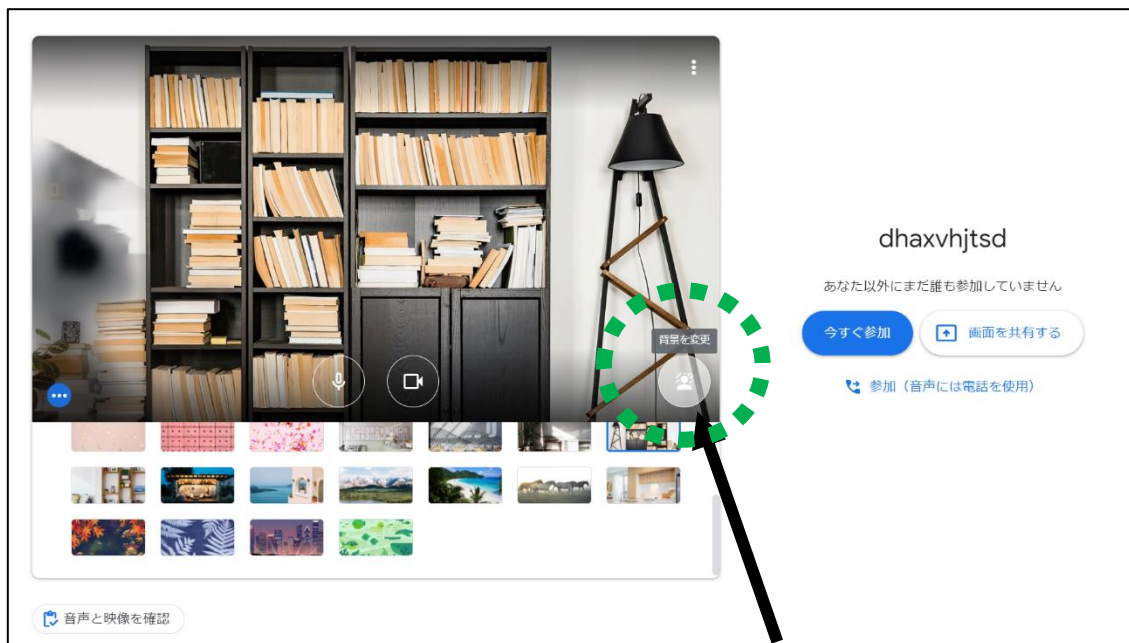 背景を変更
dhaxvhjtsd
あなた以外にまだ誰も参加していません
今すぐ参加
画面を共有する
参加（音声には電話を使用）
音声と映像を確認